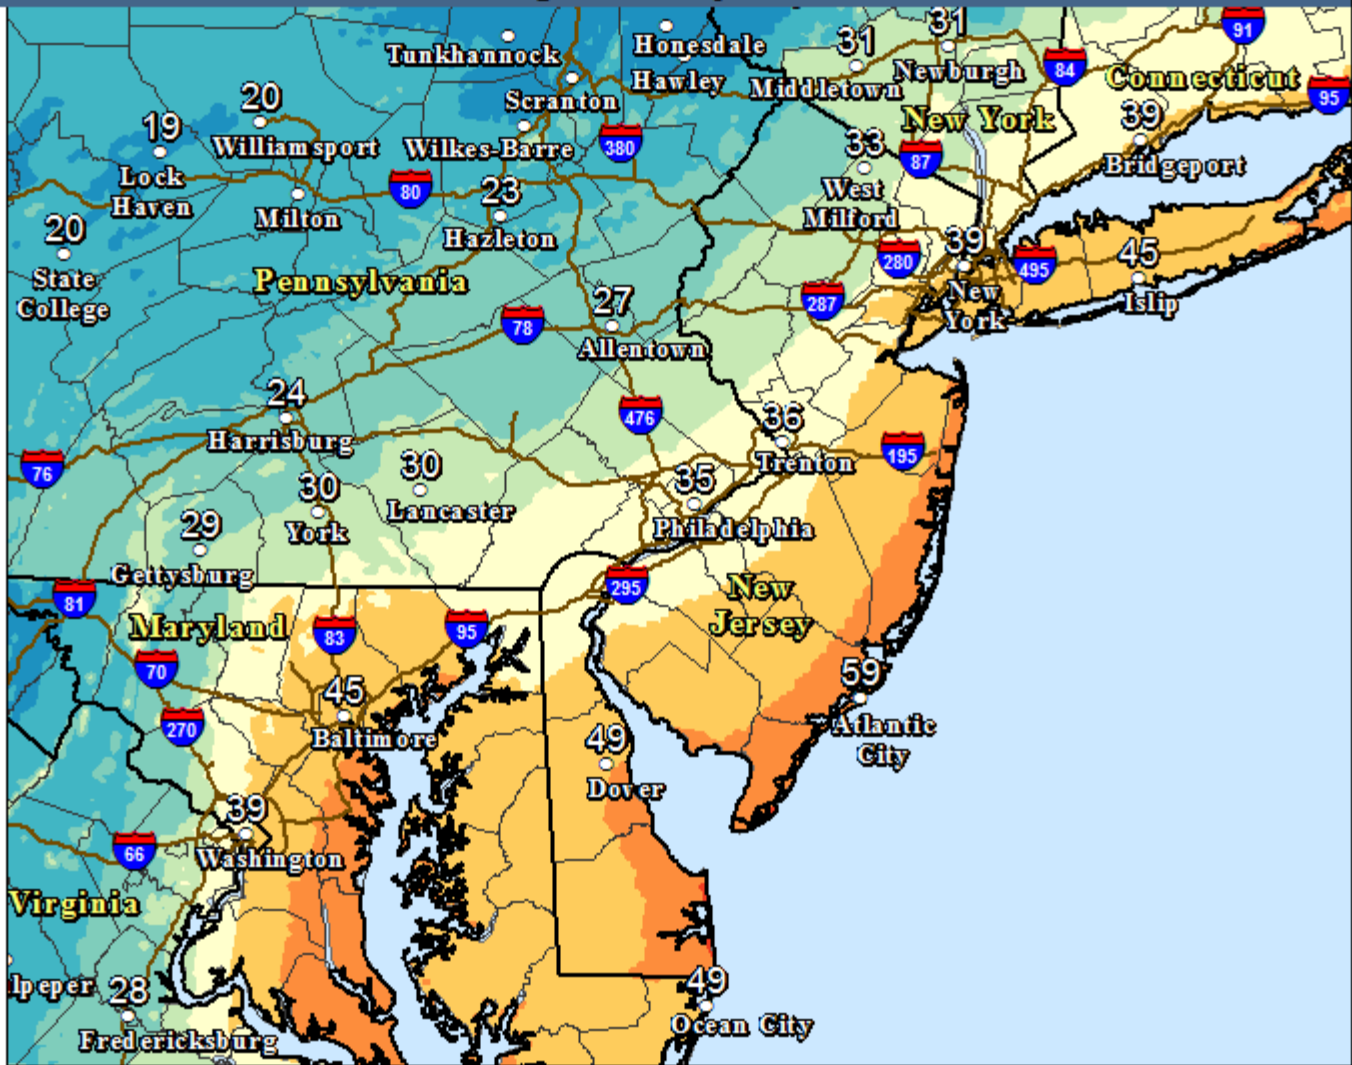 31
91
Tunkhannock
Honesdale
31
Newburgh
84
Connecticut
Hawley
Middletown
95
20
Scranton
New York
39
19
Williamsport
Wilkes-Barre
380
33
87
Bridgeport
Lock
Haven
80
23
West
Milford
20
Milton
Hazleton
39
45
State
College
Pennsylvania
280
495
27
287
New
York
Islip
78
Allentown
24
476
36
Harrisburg
76
30
35
Trenton
195
30
Lancaster
29
York
Philadelphia
Gettysburg
295
New
Jersey
81
Maryland
83
95
70
59
45
270
Baltimore
49
Atlantic
City
Dover
39
66
Washington
Virginia
lpeper
28
49
Fredericksburg
Ocean City